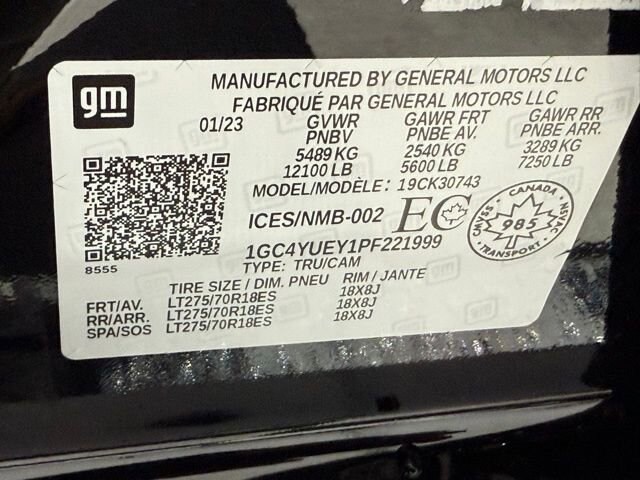 gm
MANUFACTURED BY GENERAL MOTORS LLC
FABRIQUÉ PAR GENERAL MOTORS LLC
01/23 GVWR GAWR FRT GAWR RR
PNBV PNBE AV. PNBE ARR.
5489 KG 2540 KG 3289 KG
12100 LB 5600 LB 7250 LB
MODEL/MODÈLE: 19CK30743
ICES/NMB-002 EC
CANADA
CMVSS 985 NSVAC
TRANSPORT
1GC4YUEY1PF221999
8555
TYPE: TRU/CAM
TIRE SIZE / DIM. PNEU RIM / JANTE
FRT/AV. LT275/70R18ES 18X8J
RR/ARR. LT275/70R18ES 18X8J
SPA/SOS LT275/70R18ES 18X8J